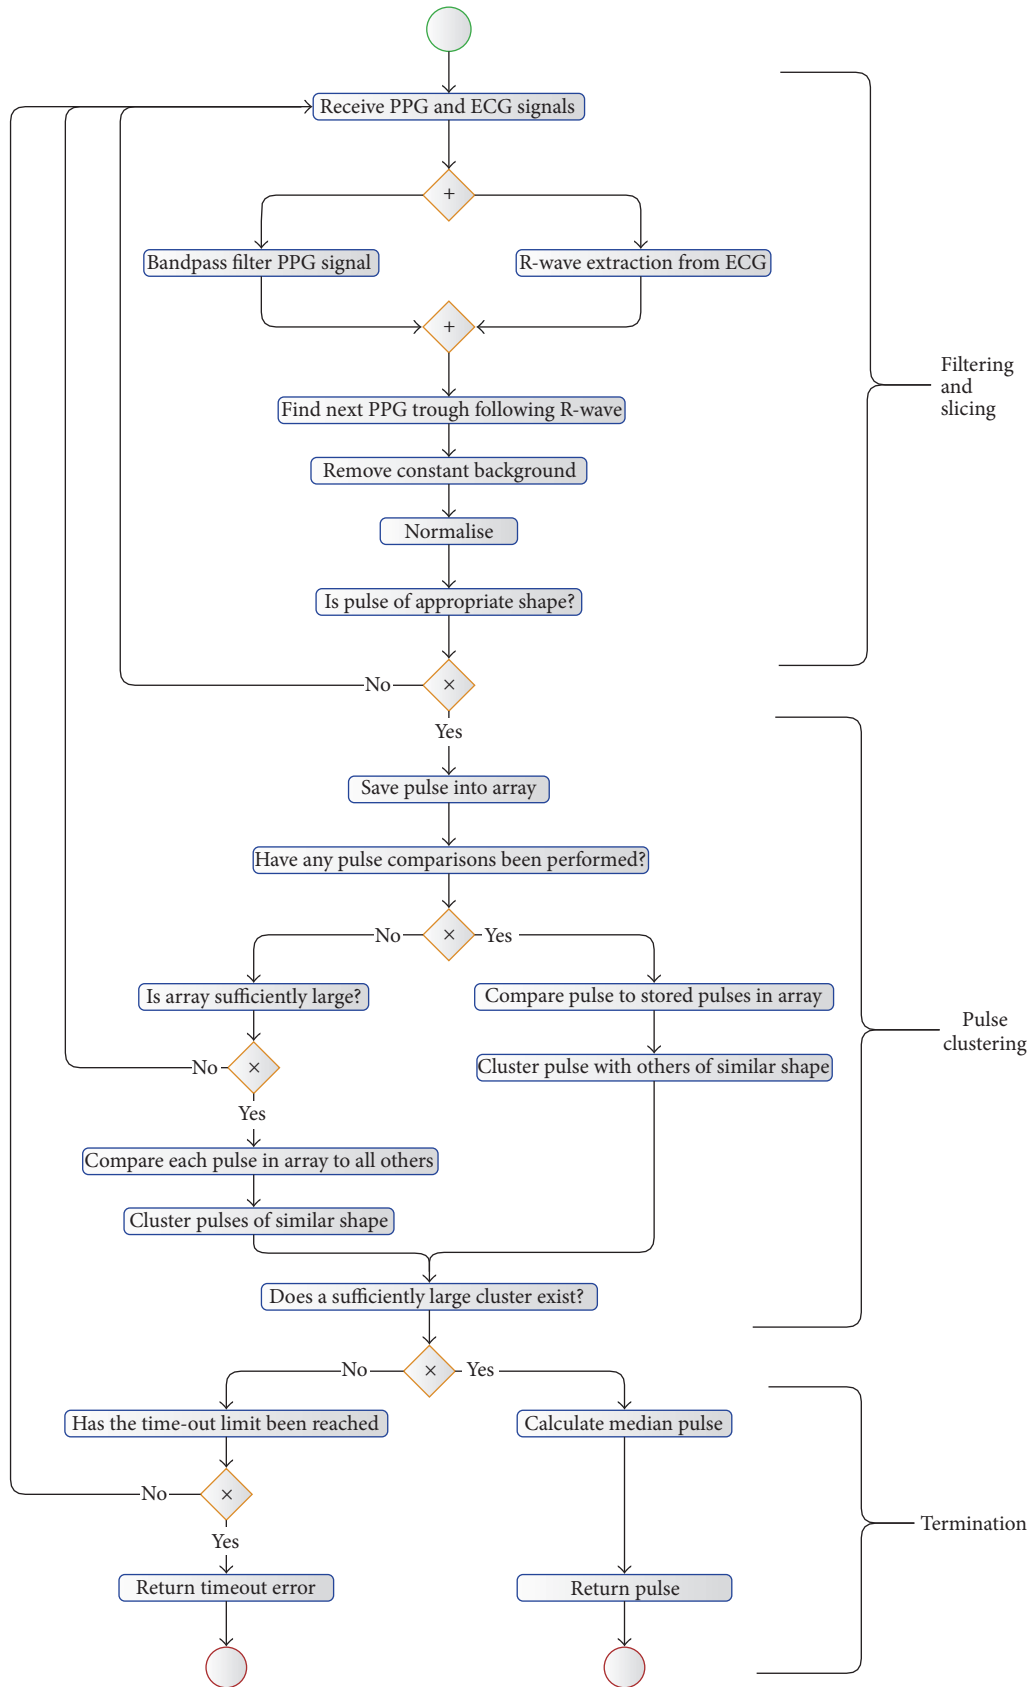 Receive PPG and ECG signals
+
Bandpass filter PPG signal
R-wave extraction from ECG
+
Find next PPG trough following R-wave
Remove constant background
Normalise
Is pulse of appropriate shape?
Filtering
and
slicing
No
×
Yes
Save pulse into array
Have any pulse comparisons been performed?
No
×
Yes
Is array sufficiently large?
Compare pulse to stored pulses in array
No
×
Cluster pulse with others of similar shape
Yes
Compare each pulse in array to all others
Cluster pulses of similar shape
Does a sufficiently large cluster exist?
Pulse
clustering
No
×
Yes
Has the time-out limit been reached
Calculate median pulse
No
×
Yes
Return timeout error
Return pulse
Termination